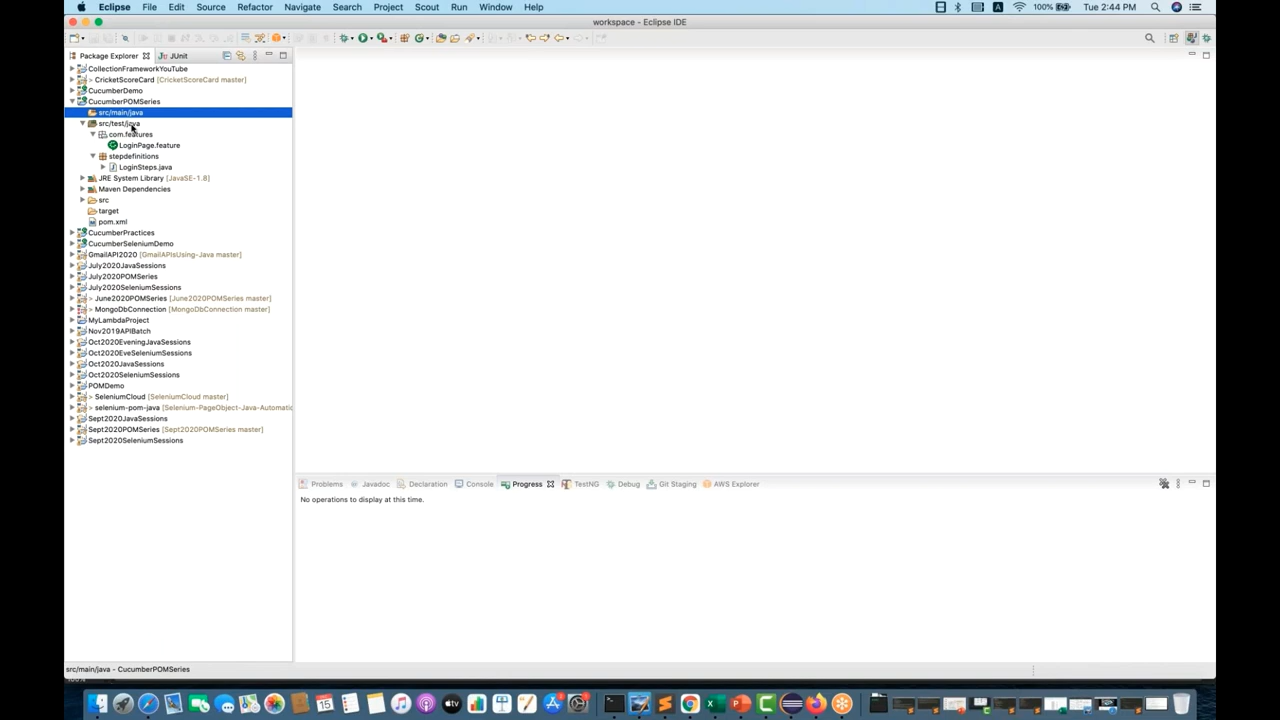 Eclipse File Edit Source Refactor Navigate Search Project Scout Run Window Help 100% Tue 2:44 PM
workspace - Eclipse IDE
Package Explorer JUnit
CollectionFrameworkYouTube
> CricketScoreCard [CricketScoreCard master]
CucumberDemo
CucumberPOMSeries
src/main/java
src/test/java
com.features
LoginPage.feature
stepdefinitions
LoginSteps.java
JRE System Library [JavaSE-1.8]
Maven Dependencies
src
target
pom.xml
CucumberPractices
CucumberSeleniumDemo
GmailAPI2020 [GmailAPIsUsing-Java master]
July2020JavaSessions
July2020POMSeries
July2020SeleniumSessions
> June2020POMSeries [June2020POMSeries master]
> MongoDbConnection [MongoDbConnection master]
MyLambdaProject
Nov2019APIBatch
Oct2020EveningJavaSessions
Oct2020EveSeleniumSessions
Oct2020JavaSessions
Oct2020SeleniumSessions
POMDemo
> SeleniumCloud [SeleniumCloud master]
> selenium-pom-java [Selenium-PageObject-Java-Automatic
Sept2020JavaSessions
Sept2020POMSeries [Sept2020POMSeries master]
Sept2020SeleniumSessions
Problems Javadoc Declaration Console Progress TestNG Debug Git Staging AWS Explorer
No operations to display at this time.
src/main/java - CucumberPOMSeries